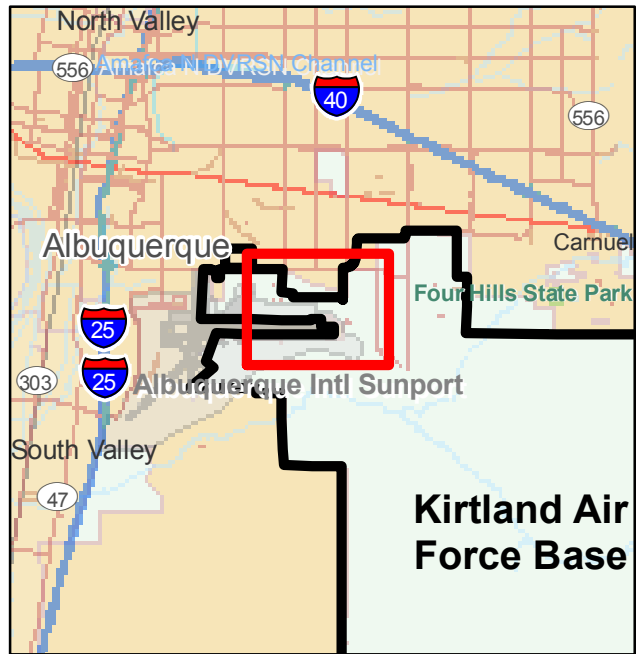 North Valley
556
Amafca N DVRSN Channel
40
556
Albuquerque
Carnuel
Four Hills State Park
25
25
303
Albuquerque Intl Sunport
South Valley
47
Kirtland Air
Force Base